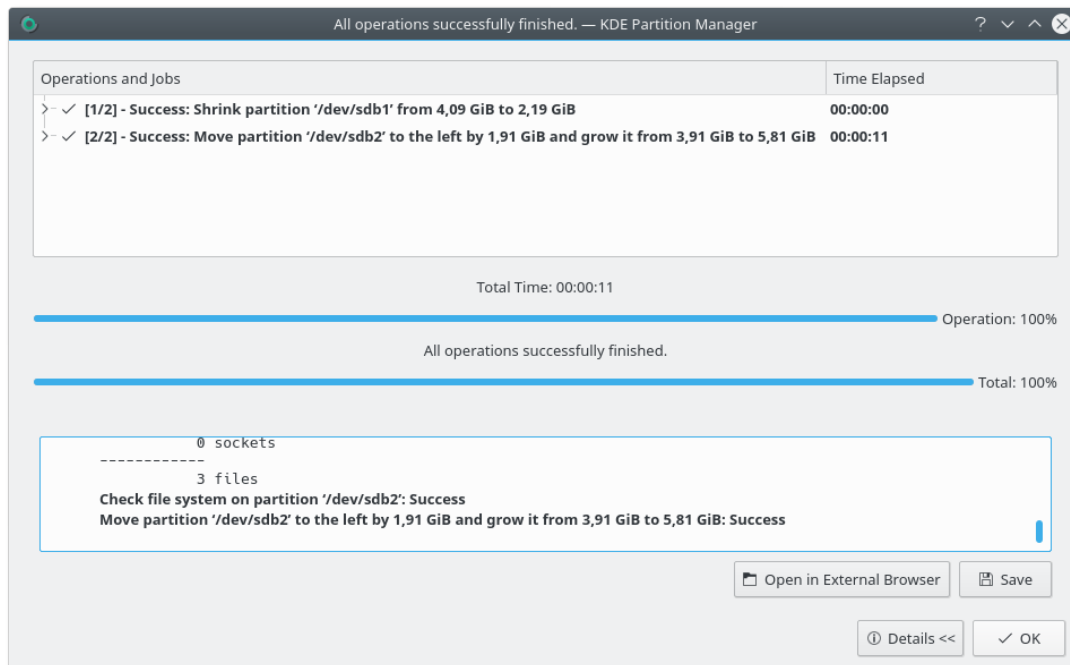 All operations successfully finished. — KDE Partition Manager
Operations and Jobs
Time Elapsed
[1/2] - Success: Shrink partition ‘/dev/sdb1’ from 4,09 GiB to 2,19 GiB 00:00:00
[2/2] - Success: Move partition ‘/dev/sdb2’ to the left by 1,91 GiB and grow it from 3,91 GiB to 5,81 GiB 00:00:11
Total Time: 00:00:11
Operation: 100%
All operations successfully finished.
Total: 100%
0 sockets
------------
3 files
Check file system on partition ‘/dev/sdb2’: Success
Move partition ‘/dev/sdb2’ to the left by 1,91 GiB and grow it from 3,91 GiB to 5,81 GiB: Success
Open in External Browser
Save
Details <<
OK